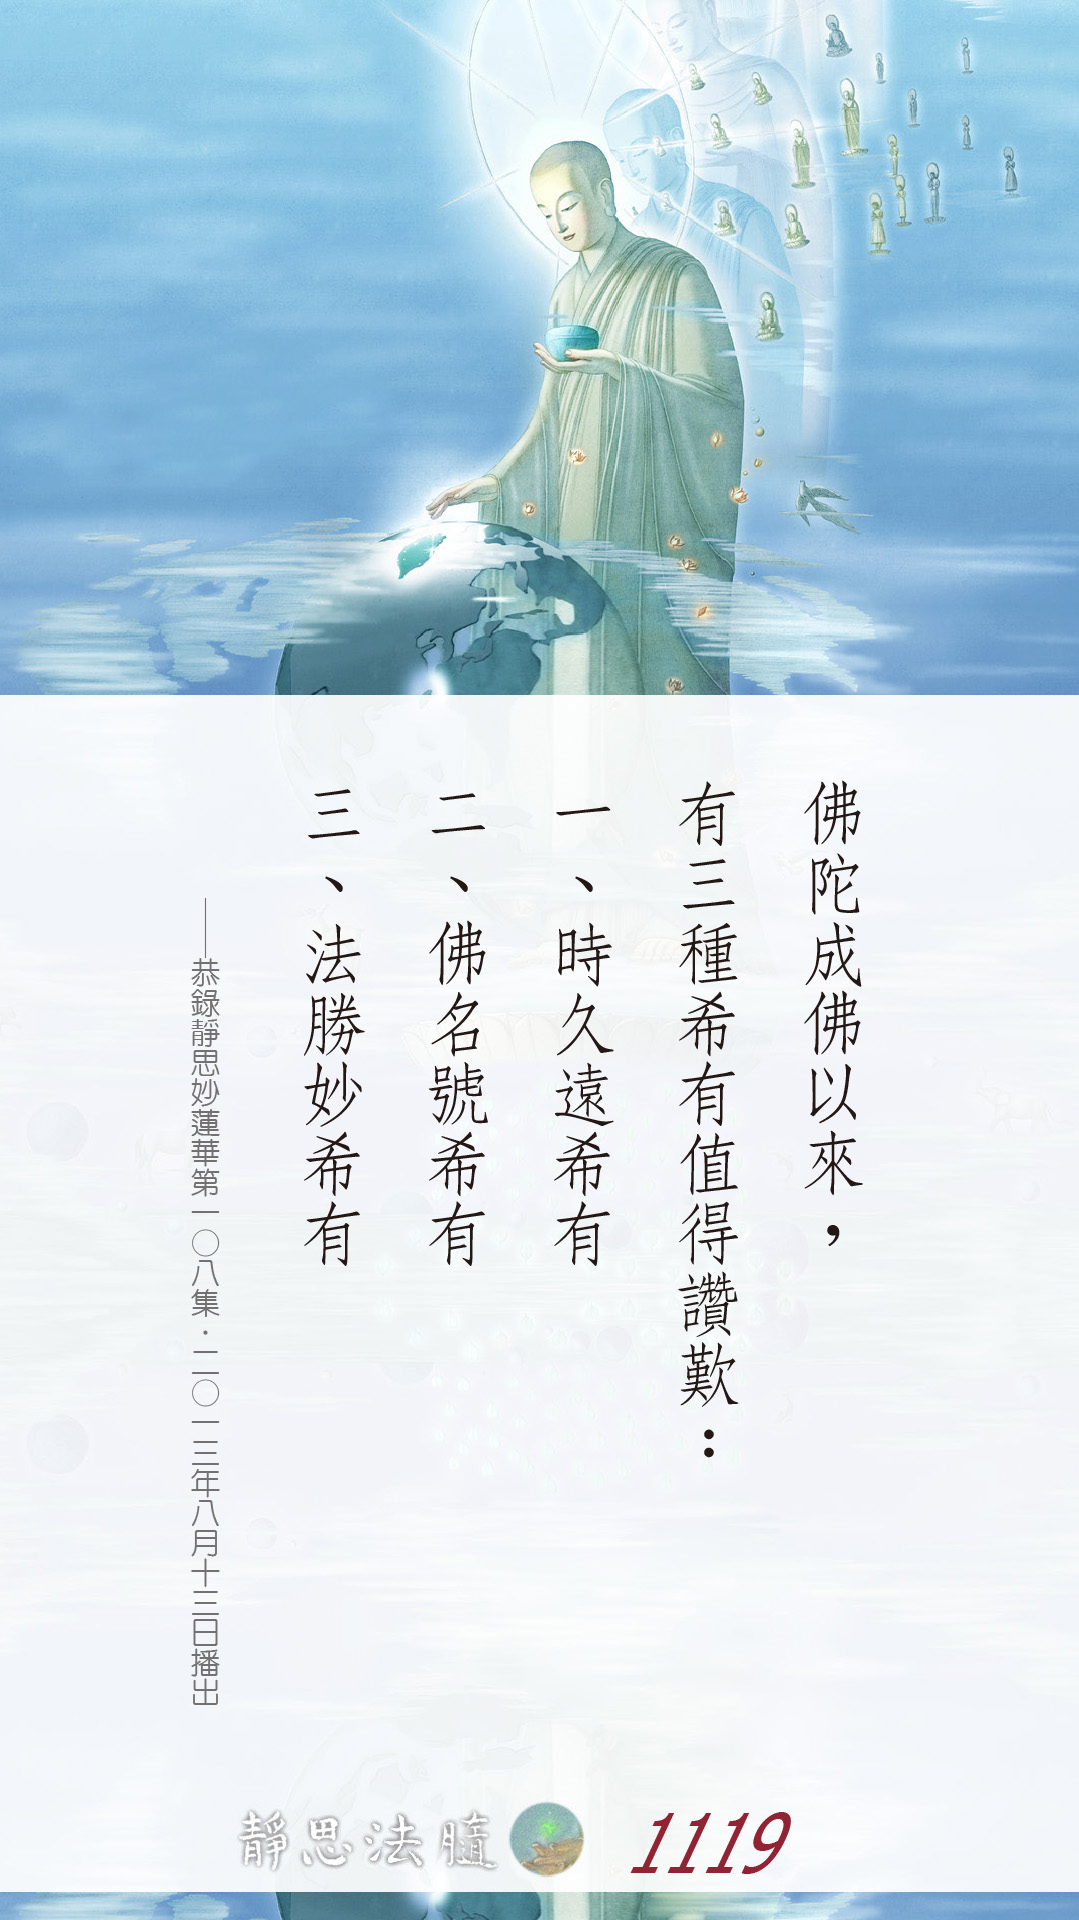 佛陀成佛以來，
有三種希有值得讚歎：
一、時久遠希有
二、佛名號希有
三、法勝妙希有
──恭錄靜思妙蓮華第一〇八集．二〇一三年八月十三日播出
靜思法髓
1119